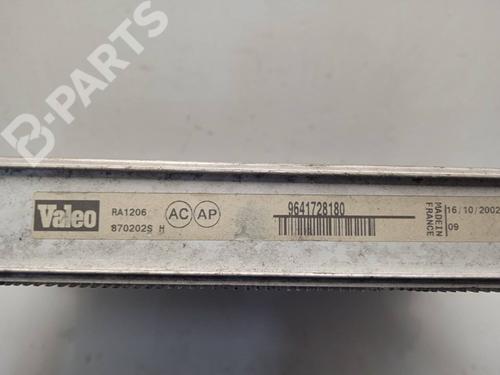 B-PARTS
Valeo
RA1206
870202S H
AC AP
9641728180
MADE IN
FRANCE
16/10/2002
09